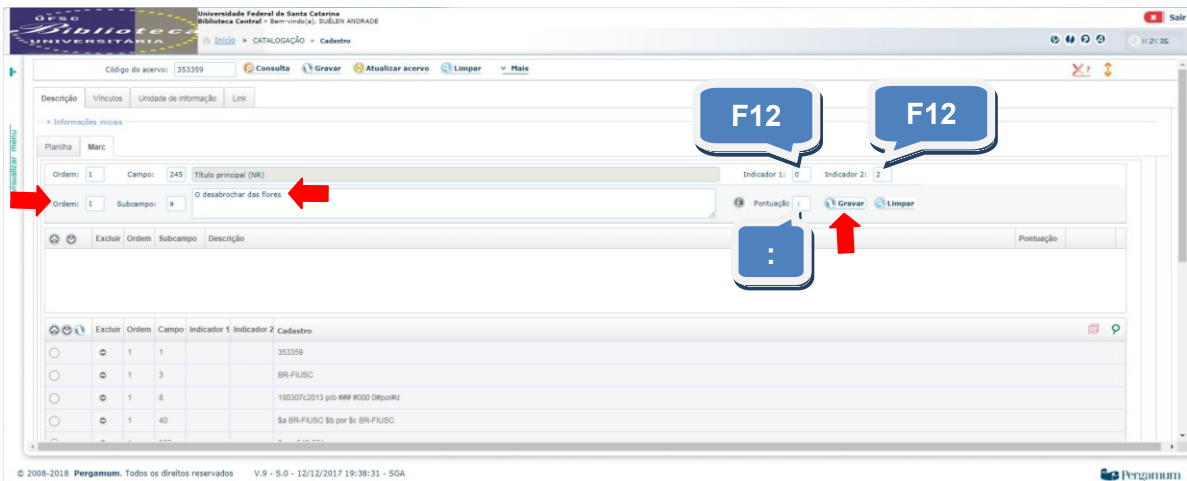 UFSC
Biblioteca
UNIVERSITÁRIA
Universidade Federal de Santa Catarina
Biblioteca Central - Bem-vindo(a), SUÉLEN ANDRADE
Início » CATALOGAÇÃO » Cadastro
Sair
11:21:35
Código do acervo: 353359 Consulta Gravar Atualizar acervo Limpar Mais
Visualizar menu
Descrição Vínculos Unidade de informação Link
Informações iniciais
Planilha Marc
F12 F12
Ordem: 1 Campo: 245 Título principal (NR) Indicador 1: 0 Indicador 2: 2
Ordem: 1 Subcampo: a O desabrochar das flores Pontuação : Gravar Limpar
:
Excluir Ordem Subcampo Descrição Pontuação
Excluir Ordem Campo Indicador 1 Indicador 2 Cadastro
1 1 353359
1 3 BR-FlUSC
1 8 180307c2013 prb ### #000 0#por#d
1 40 $a BR-FlUSC $b por $c BR-FlUSC
© 2008-2018 Pergamum. Todos os direitos reservados V.9 - 5.0 - 12/12/2017 19:38:31 - SGA
Pergamum